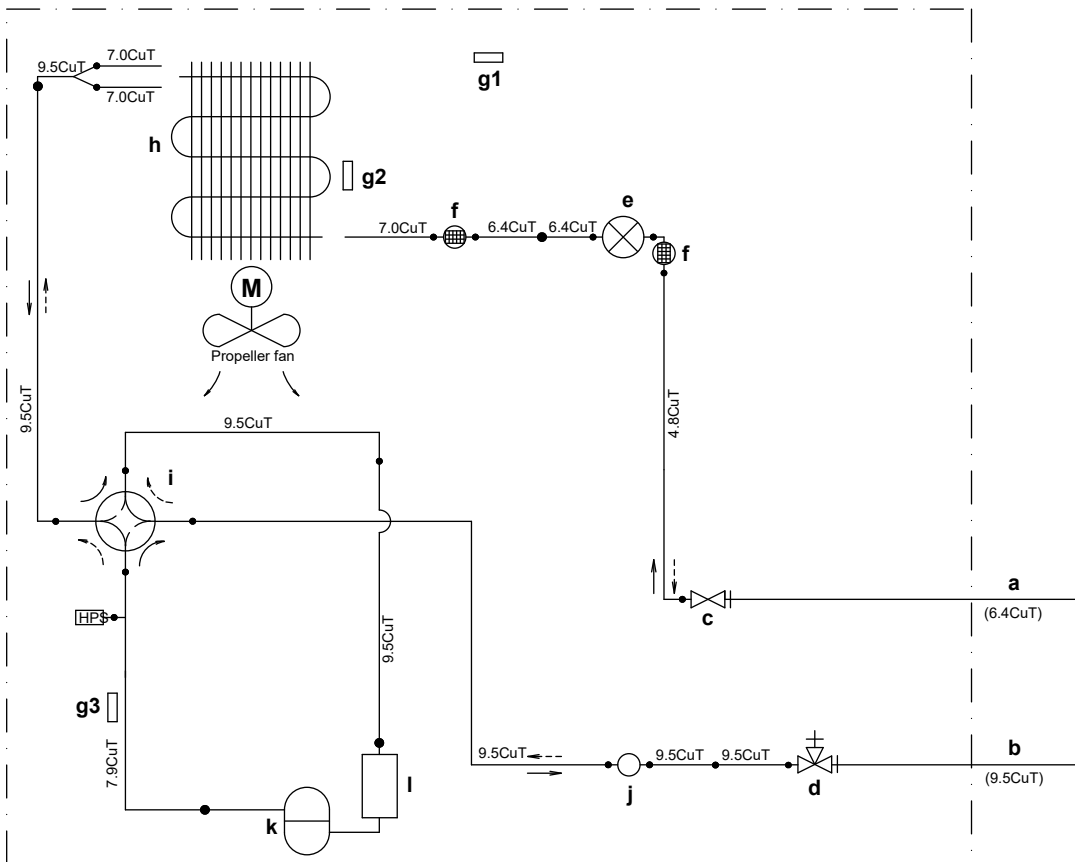 7.0CuT
9.5CuT
7.0CuT
g1
h
g2
7.0CuT
f
6.4CuT
6.4CuT
e
f
M
Propeller fan
9.5CuT
9.5CuT
4.8CuT
i
HPS
9.5CuT
a
(6.4CuT)
c
g3
7.9CuT
9.5CuT
9.5CuT
9.5CuT
b
(9.5CuT)
j
d
l
k